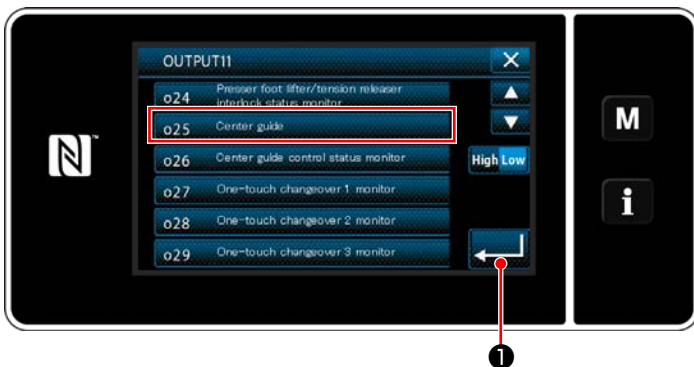 OUTPUT11
o24 Presser foot lifter/tension releaser
interlock status monitor
o25 Center guide
o26 Center guide control status monitor
High Low
o27 One-touch changeover 1 monitor
o28 One-touch changeover 2 monitor
o29 One-touch changeover 3 monitor
M
i
N
❶